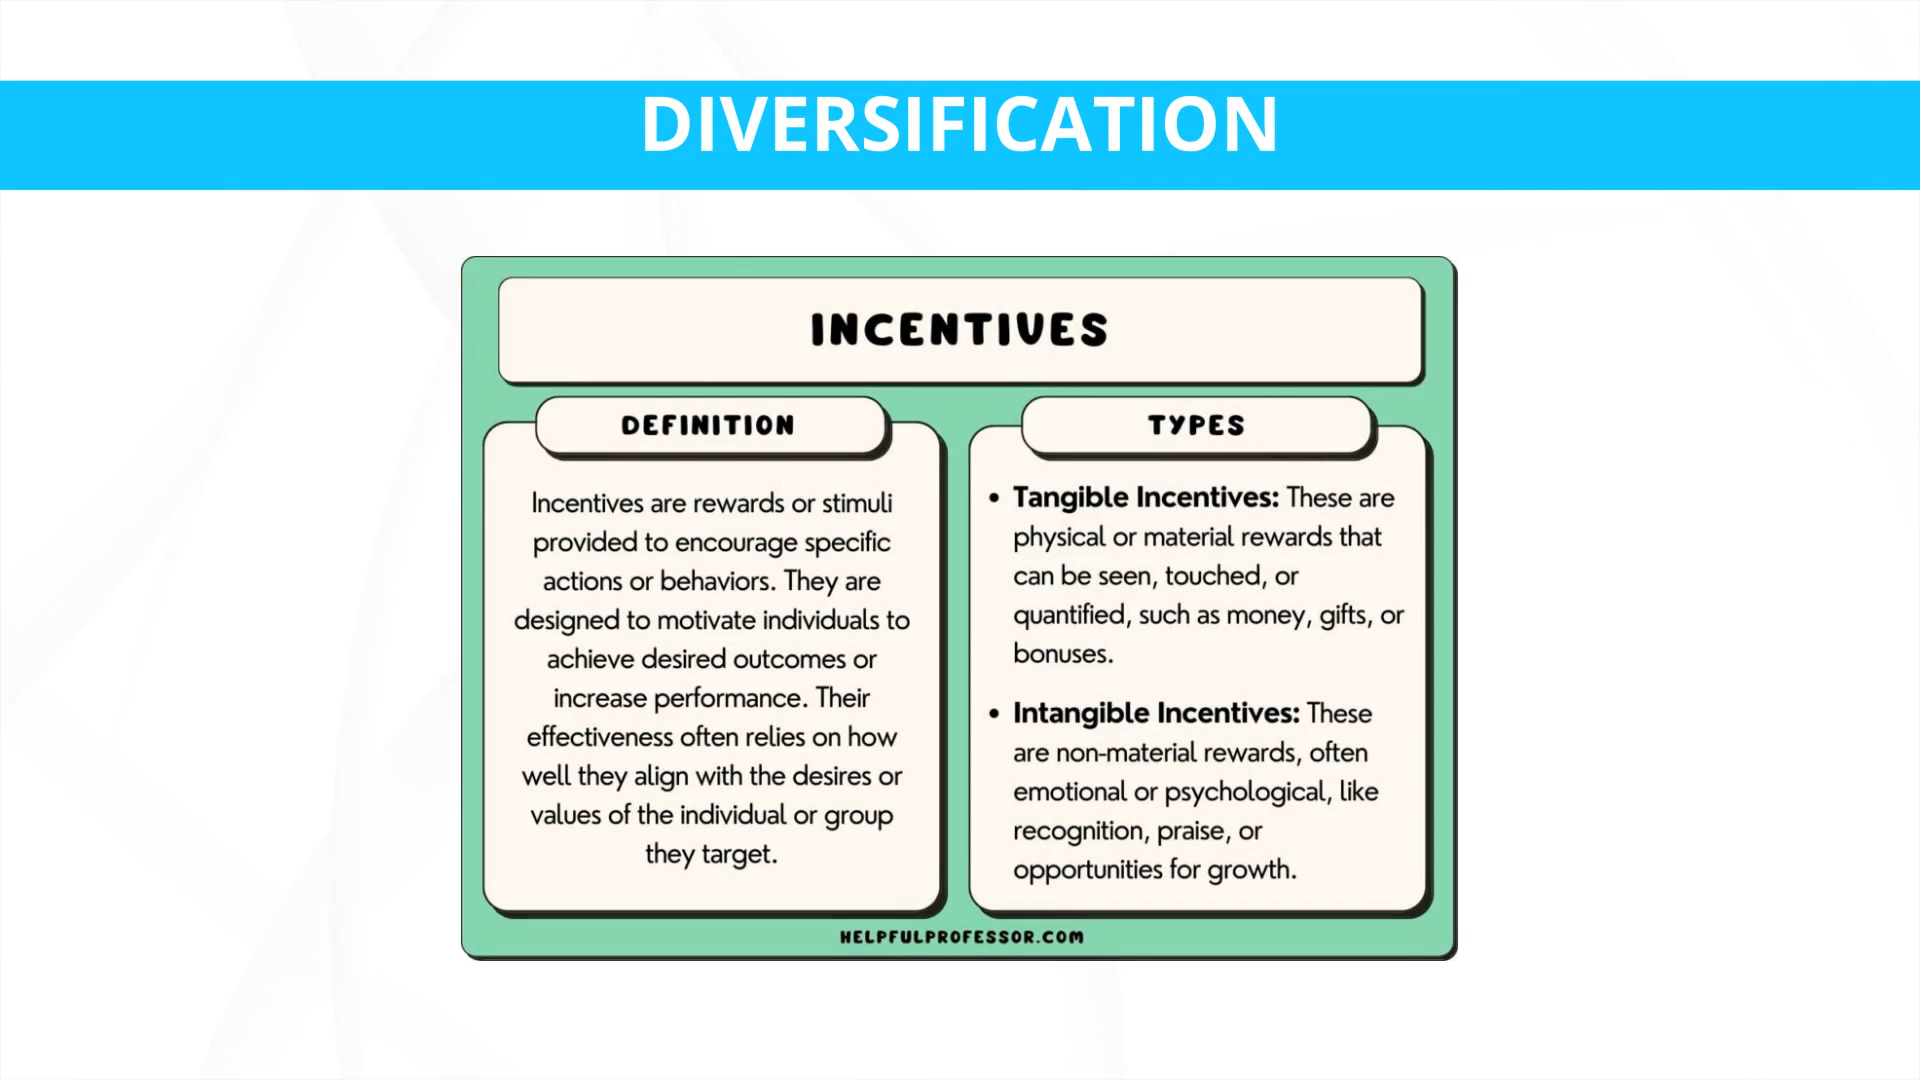 DIVERSIFICATION
INCENTIVES
DEFINITION
Incentives are rewards or stimuli
provided to encourage specific
actions or behaviors. They are
designed to motivate individuals to
achieve desired outcomes or
increase performance. Their
effectiveness often relies on how
well they align with the desires or
values of the individual or group
they target.
TYPES
• Tangible Incentives: These are
physical or material rewards that
can be seen, touched, or
quantified, such as money, gifts, or
bonuses.
• Intangible Incentives: These
are non-material rewards, often
emotional or psychological, like
recognition, praise, or
opportunities for growth.
HELPFULPROFESSOR.COM